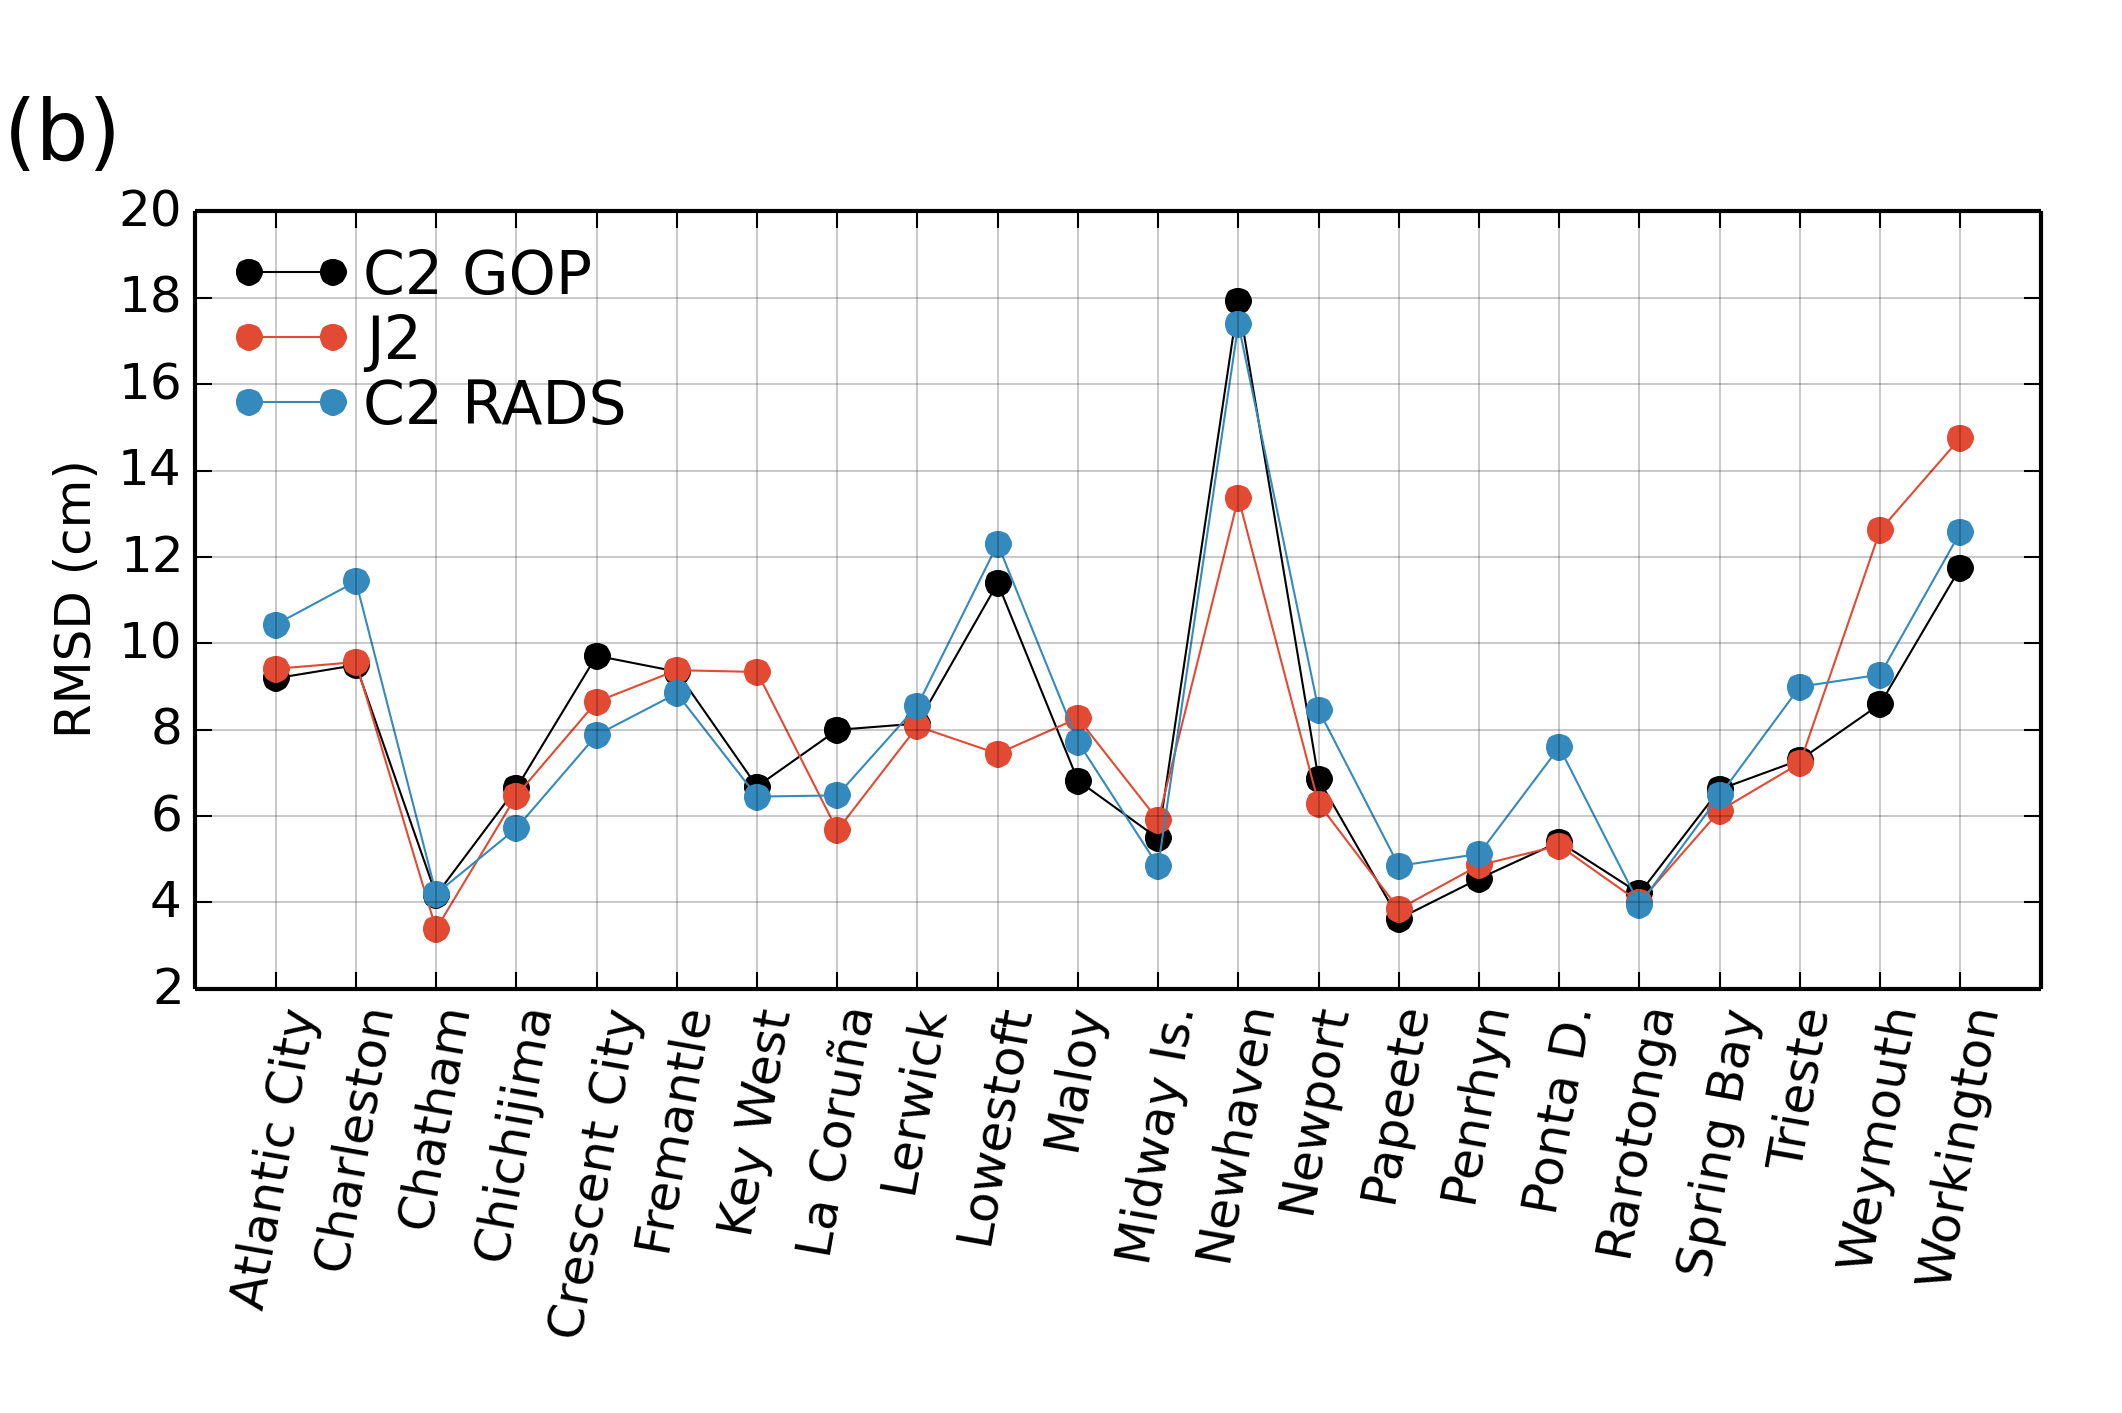 (b)
20
18
16
14
12
10
8
6
4
2
RMSD (cm)
C2 GOP
J2
C2 RADS
Atlantic City
Charleston
Chatham
Chichijima
Crescent City
Fremantle
Key West
La Coruña
Lerwick
Lowestoft
Maloy
Midway Is.
Newhaven
Newport
Papeete
Penrhyn
Ponta D.
Rarotonga
Spring Bay
Trieste
Weymouth
Workington